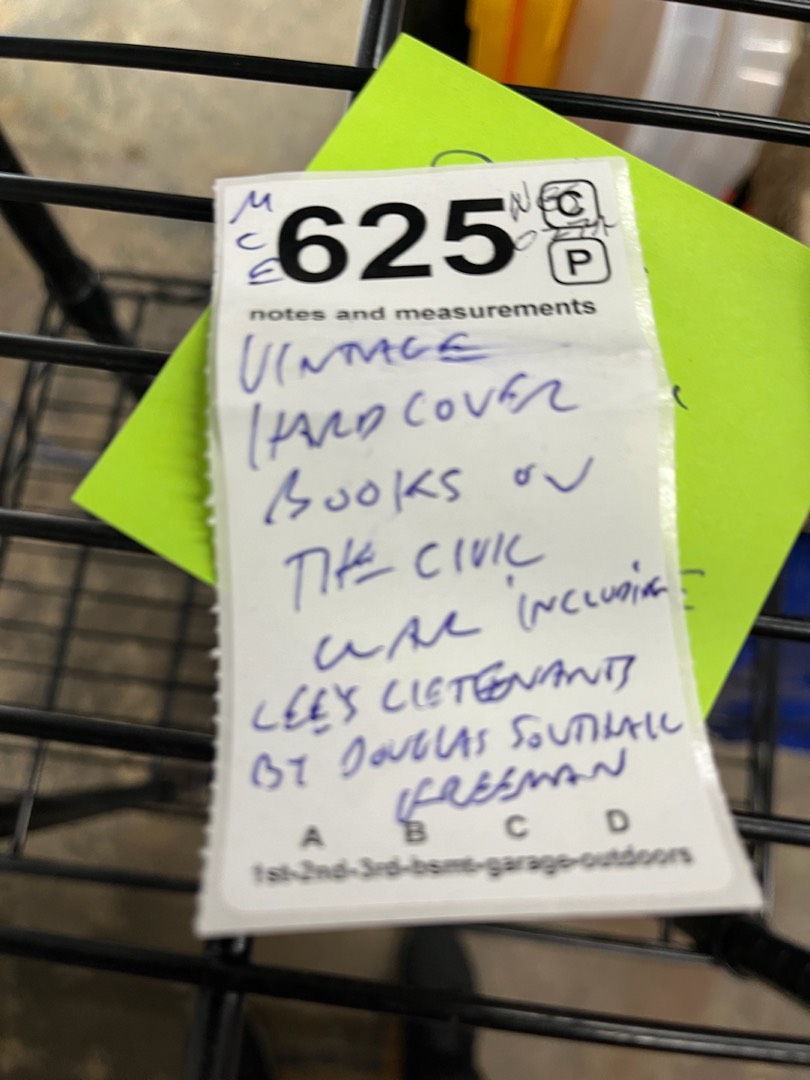 M
C
E
625
C
P
notes and measurements
VINTAGE
HARDCOVER
BOOKS ON
THE CIVIC
WAR INCLUDING
LEE'S LIETENANTS
BY DOUGLAS SOUTHALL
FREEMAN
A B C D
1st-2nd-3rd-bsmt-garage-outdoors